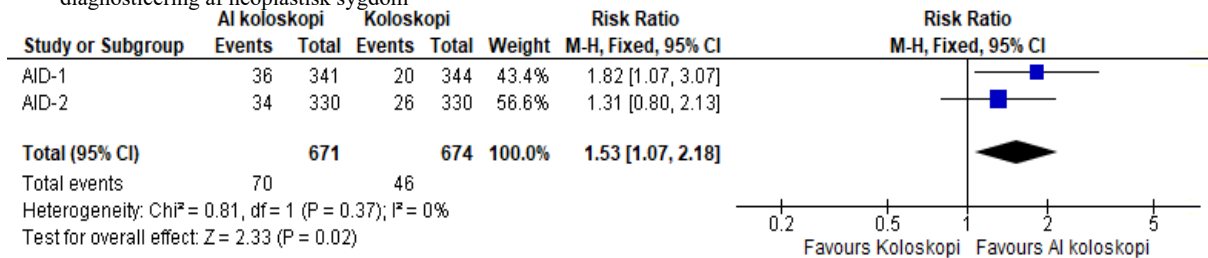 diagnosticering af neoplastisk sygdom
AI koloskopi Koloskopi Risk Ratio Risk Ratio
Study or Subgroup Events Total Events Total Weight M-H, Fixed, 95% CI M-H, Fixed, 95% CI
AID-1 36 341 20 344 43.4% 1.82 [1.07, 3.07]
AID-2 34 330 26 330 56.6% 1.31 [0.80, 2.13]
Total (95% CI) 671 674 100.0% 1.53 [1.07, 2.18]
Total events 70 46
Heterogeneity: Chi² = 0.81, df = 1 (P = 0.37); I² = 0%
Test for overall effect: Z = 2.33 (P = 0.02)
0.2 0.5 1 2 5
Favours Koloskopi Favours AI koloskopi